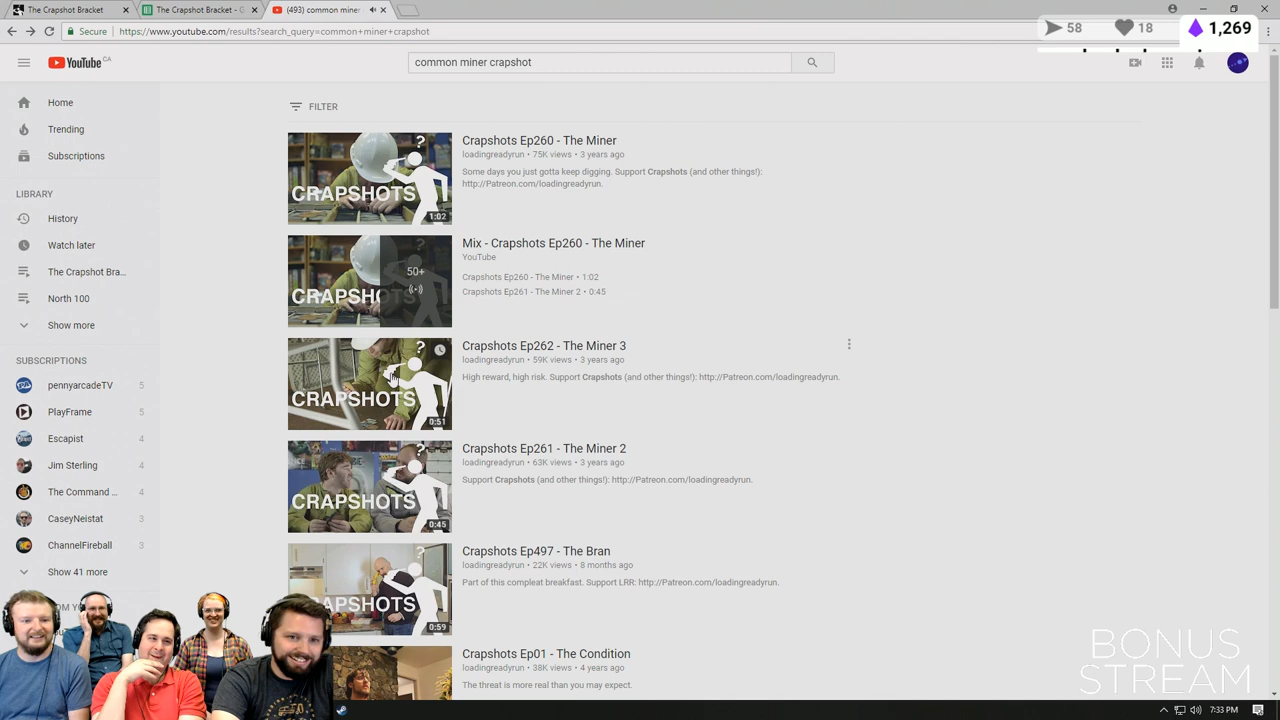 The Crapshot Bracket
The Crapshot Bracket - G
(493) common miner
Secure
https://www.youtube.com/results?search_query=common+miner+crapshot
58
18
1,269
YouTube CA
common miner crapshot
Home
Trending
Subscriptions
LIBRARY
History
Watch later
The Crapshot Bra...
North 100
Show more
SUBSCRIPTIONS
pennyarcadeTV 5
PlayFrame 5
Escapist 4
Jim Sterling 4
The Command ... 4
CaseyNeistat 3
ChannelFireball 3
Show 41 more
FILTER
?
CRAPSHOTS
1:02
Crapshots Ep260 - The Miner
loadingreadyrun • 75K views • 3 years ago
Some days you just gotta keep digging. Support Crapshots (and other things!):
http://Patreon.com/loadingreadyrun.
CRAPSHO
50+
Mix - Crapshots Ep260 - The Miner
YouTube
Crapshots Ep260 - The Miner • 1:02
Crapshots Ep261 - The Miner 2 • 0:45
?
CRAPSHOTS
0:51
Crapshots Ep262 - The Miner 3
loadingreadyrun • 59K views • 3 years ago
High reward, high risk. Support Crapshots (and other things!): http://Patreon.com/loadingreadyrun.
?
CRAPSHOTS
0:45
Crapshots Ep261 - The Miner 2
loadingreadyrun • 63K views • 3 years ago
Support Crapshots (and other things!): http://Patreon.com/loadingreadyrun.
?
CRAPSHOTS
0:59
Crapshots Ep497 - The Bran
loadingreadyrun • 22K views • 8 months ago
Part of this compleat breakfast. Support LRR: http://Patreon.com/loadingreadyrun.
Crapshots Ep01 - The Condition
loadingreadyrun • 38K views • 4 years ago
The threat is more real than you may expect.
BONUS
STREAM
7:33 PM